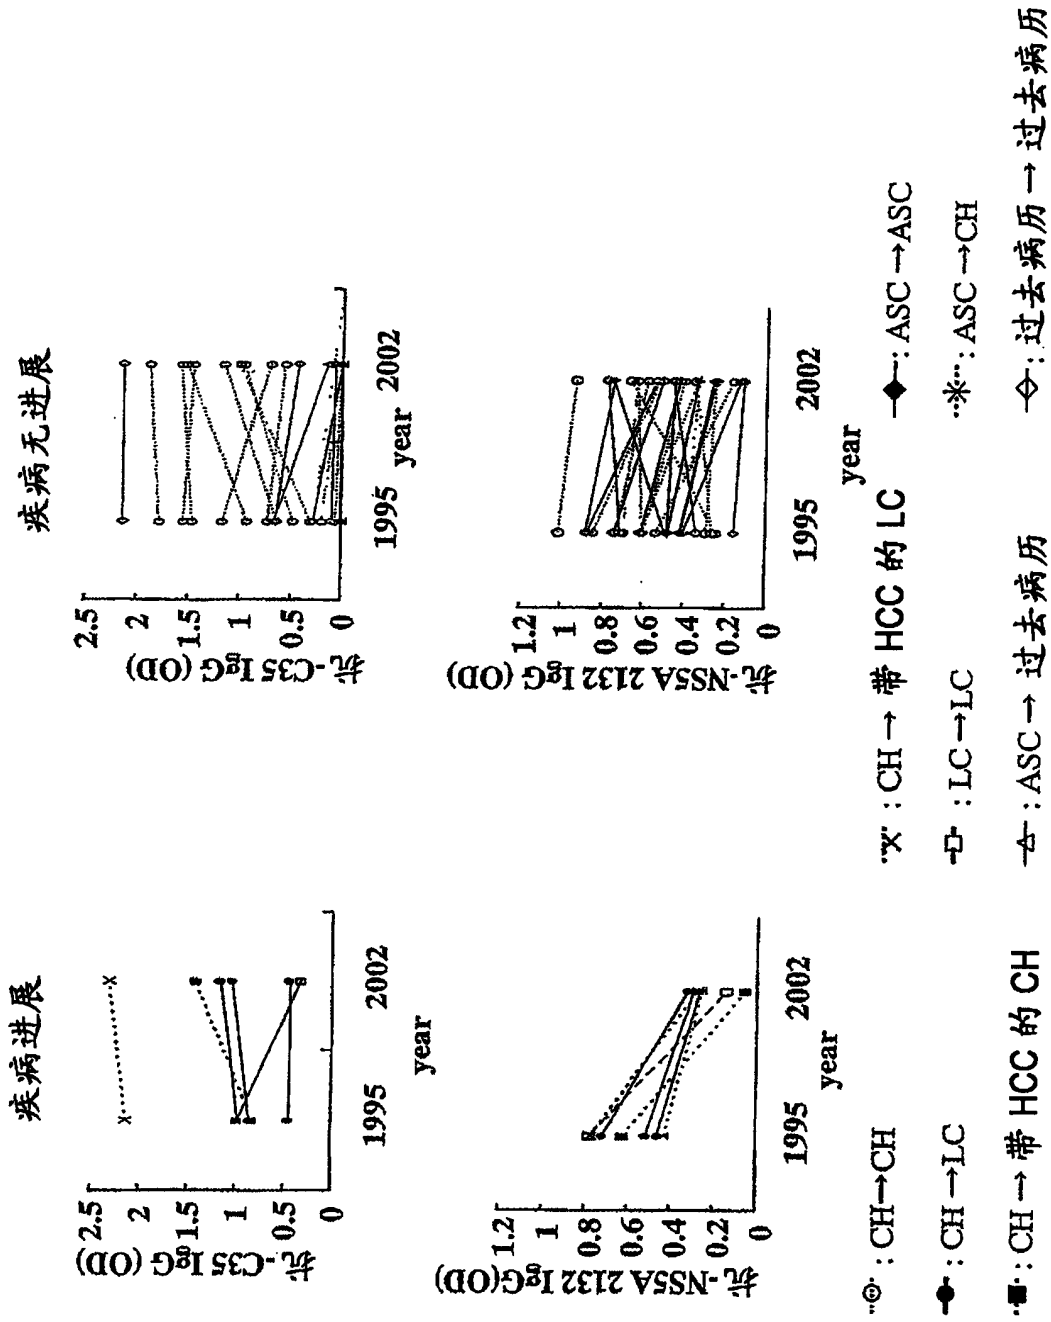 疾病进展
2.5
2
1.5
1
0.5
0
抗-C35 IgG (OD)
1995
2002
year
疾病无进展
2.5
2
1.5
1
0.5
0
抗-C35 IgG (OD)
1995
2002
year
1.2
1
0.8
0.6
0.4
0.2
0
抗-NS5A 2132 IgG(OD)
1995
2002
year
1.2
1
0.8
0.6
0.4
0.2
0
抗-NS5A 2132 IgG (OD)
1995
2002
year
: CH→CH
: CH → 带 HCC 的 LC
: ASC →ASC
: CH →LC
: LC→LC
: ASC →CH
: CH → 带 HCC 的 CH
: ASC → 过去病历
: 过去病历 → 过去病历